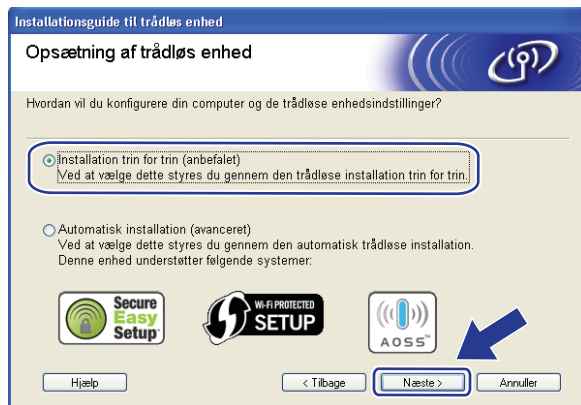 Installationsguide til trådløs enhed
Opsætning af trådløs enhed
Hvordan vil du konfigurere din computer og de trådløse enhedsindstillinger?
Installation trin for trin (anbefalet)
Ved at vælge dette styres du gennem den trådløse installation trin for trin.
Automatisk installation (avanceret)
Ved at vælge dette styres du gennem den automatisk trådløse installation.
Denne enhed understøtter følgende systemer:
Secure
Easy
Setup™
Wi-Fi PROTECTED
SETUP
AOSS™
Hjælp
< Tilbage
Næste >
Annuller